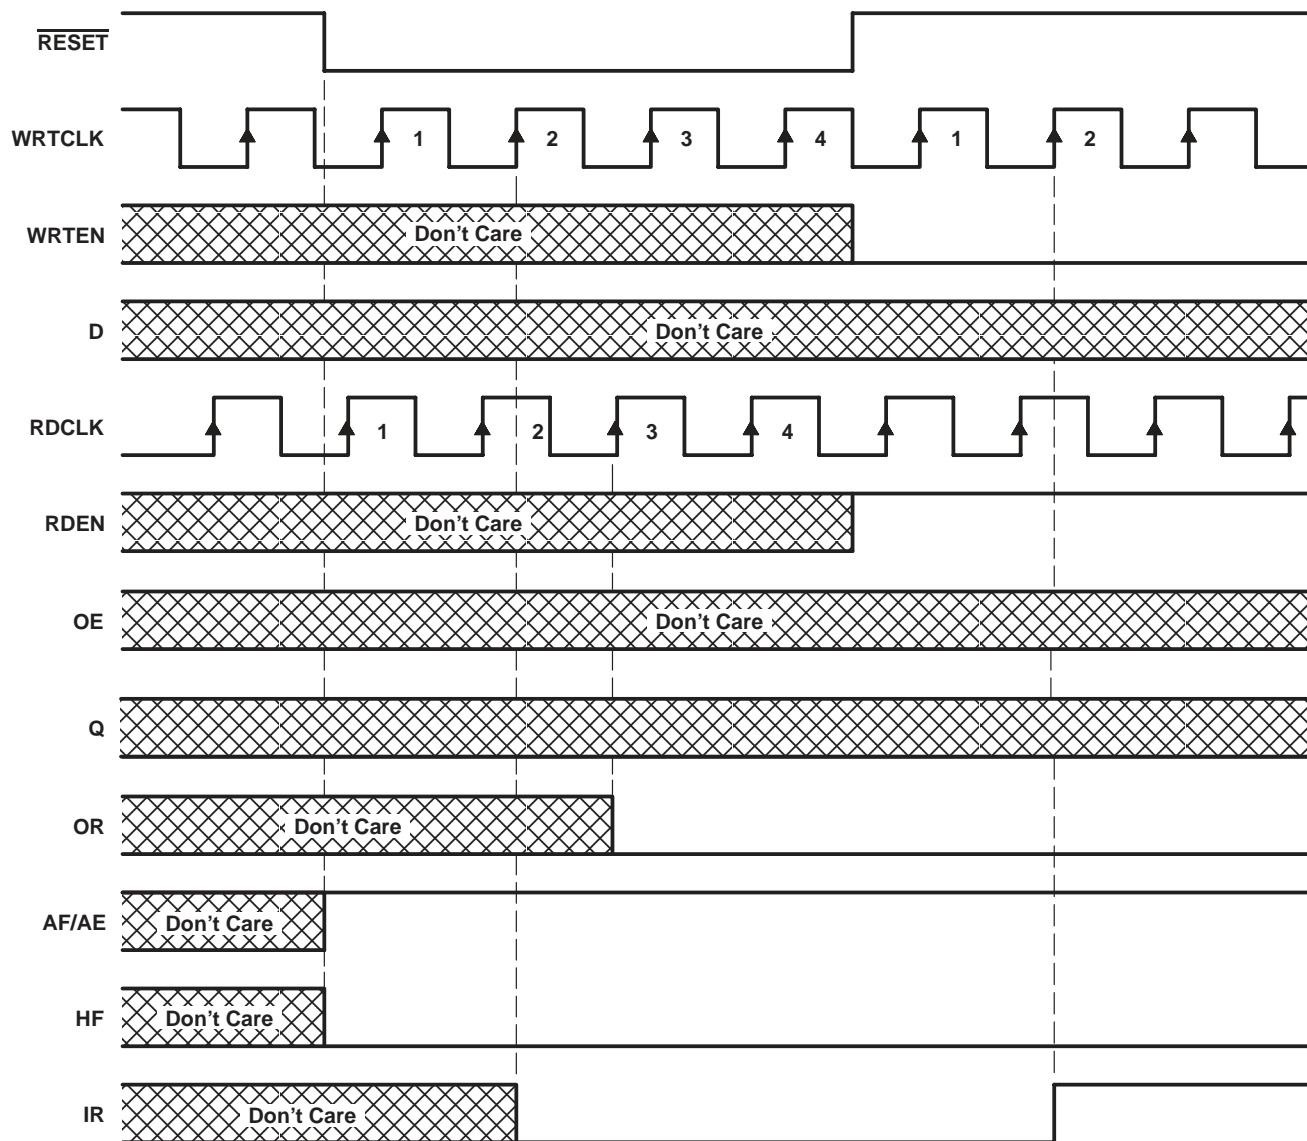 RESET
WRTCLK 1 2 3 4 1 2
WRTEN Don't Care
D Don't Care
RDCLK 1 2 3 4
RDEN Don't Care
OE Don't Care
Q
OR Don't Care
AF/AE Don't Care
HF Don't Care
IR Don't Care